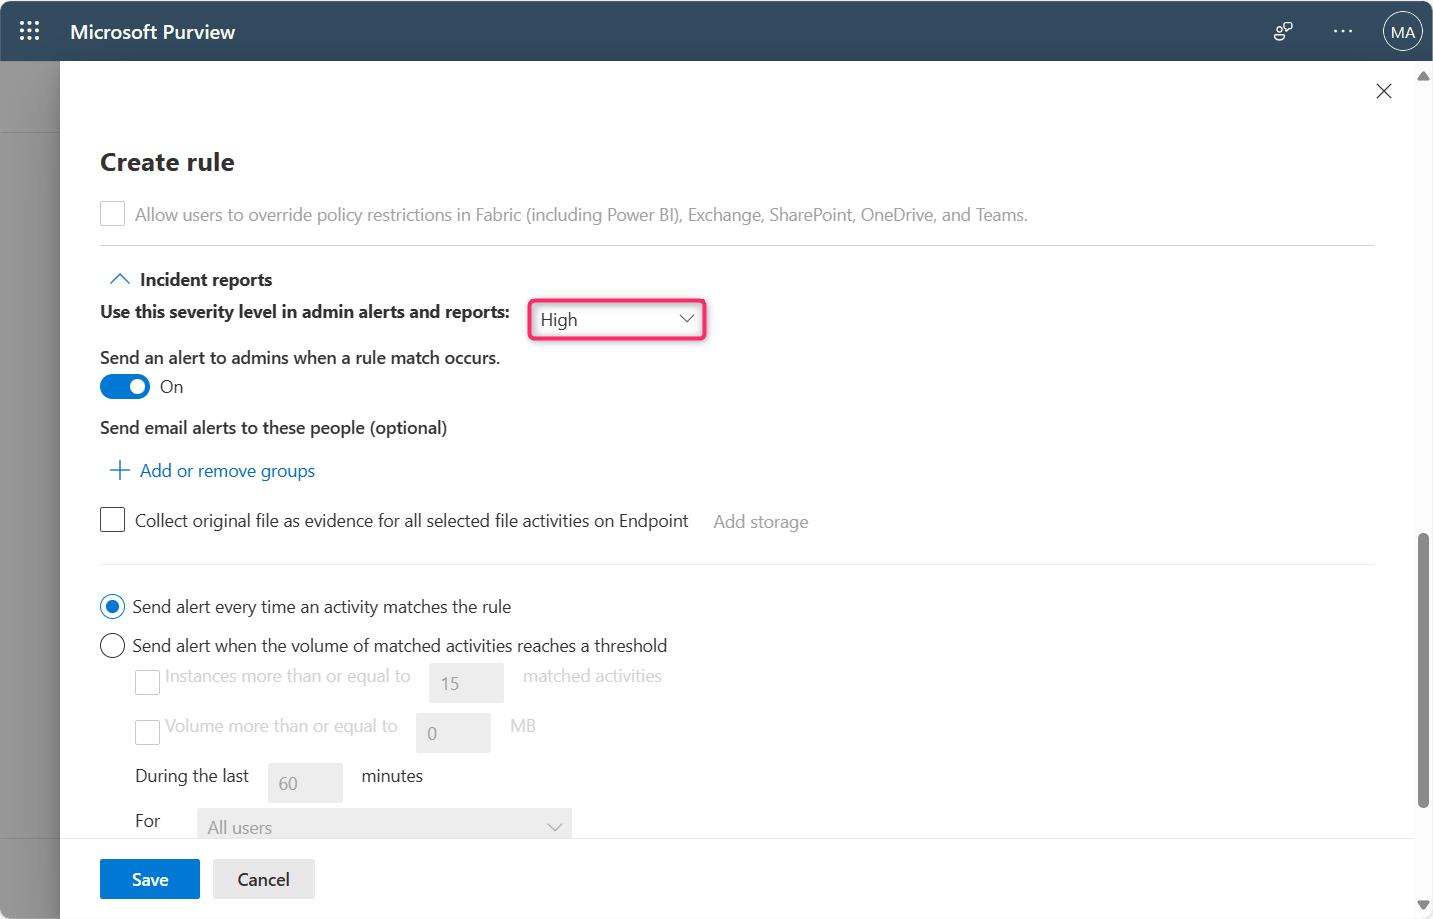 Microsoft Purview
MA
Create rule
Allow users to override policy restrictions in Fabric (including Power BI), Exchange, SharePoint, OneDrive, and Teams.
Incident reports
Use this severity level in admin alerts and reports: High
Send an alert to admins when a rule match occurs.
On
Send email alerts to these people (optional)
Add or remove groups
Collect original file as evidence for all selected file activities on Endpoint Add storage
Send alert every time an activity matches the rule
Send alert when the volume of matched activities reaches a threshold
Instances more than or equal to 15 matched activities
Volume more than or equal to 0 MB
During the last 60 minutes
For All users
Save Cancel